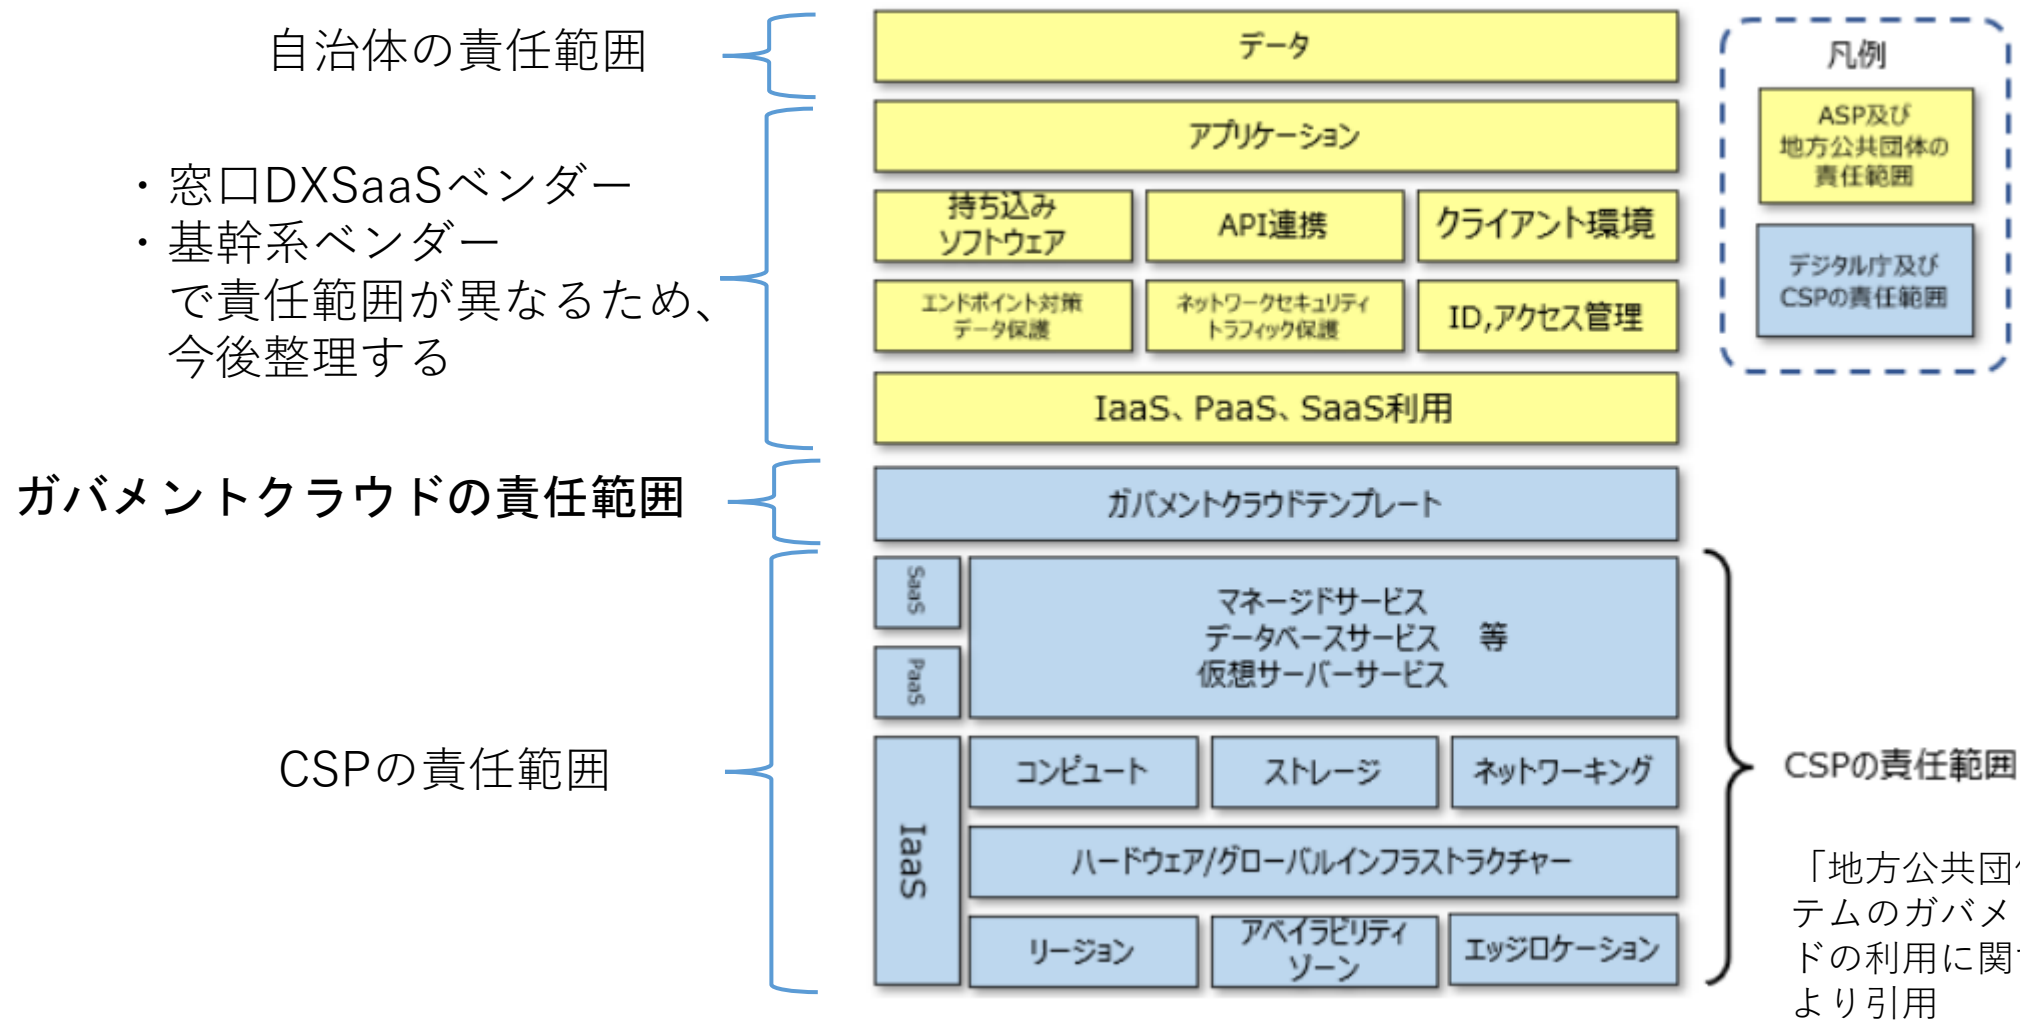 自治体の責任範囲
・窓口DXSaaSベンダー
・基幹系ベンダー
で責任範囲が異なるため、
今後整理する
ガバメントクラウドの責任範囲
CSPの責任範囲
データ
アプリケーション
持ち込み
ソフトウェア
API連携
クライアント環境
エンドポイント対策
データ保護
ネットワークセキュリティ
トラフィック保護
ID,アクセス管理
IaaS、PaaS、SaaS利用
ガバメントクラウドテンプレート
SaaS
PaaS
マネージドサービス
データベースサービス 等
仮想サーバーサービス
IaaS
コンピュート
ストレージ
ネットワーキング
ハードウェア/グローバルインフラストラクチャー
リージョン
アベイラビリティ
ゾーン
エッジロケーション
凡例
ASP及び
地方公共団体の
責任範囲
デジタル庁及び
CSPの責任範囲
CSPの責任範囲
「地方公共団
テムのガバメ
ドの利用に関
より引用